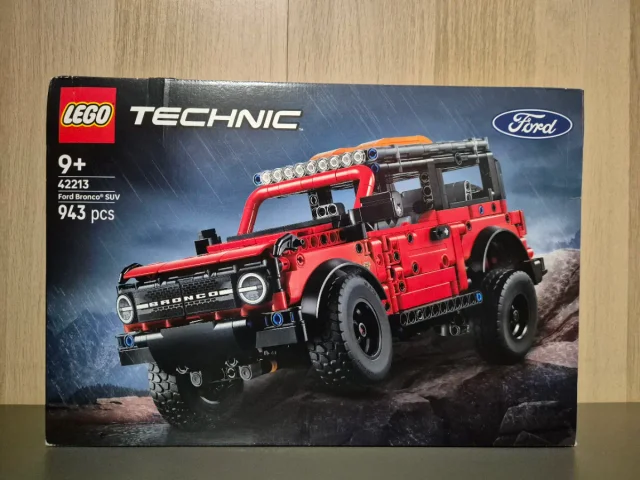 LEGO TECHNIC
Ford
9+
42213
Ford Bronco® SUV
943 pcs
BRONCO